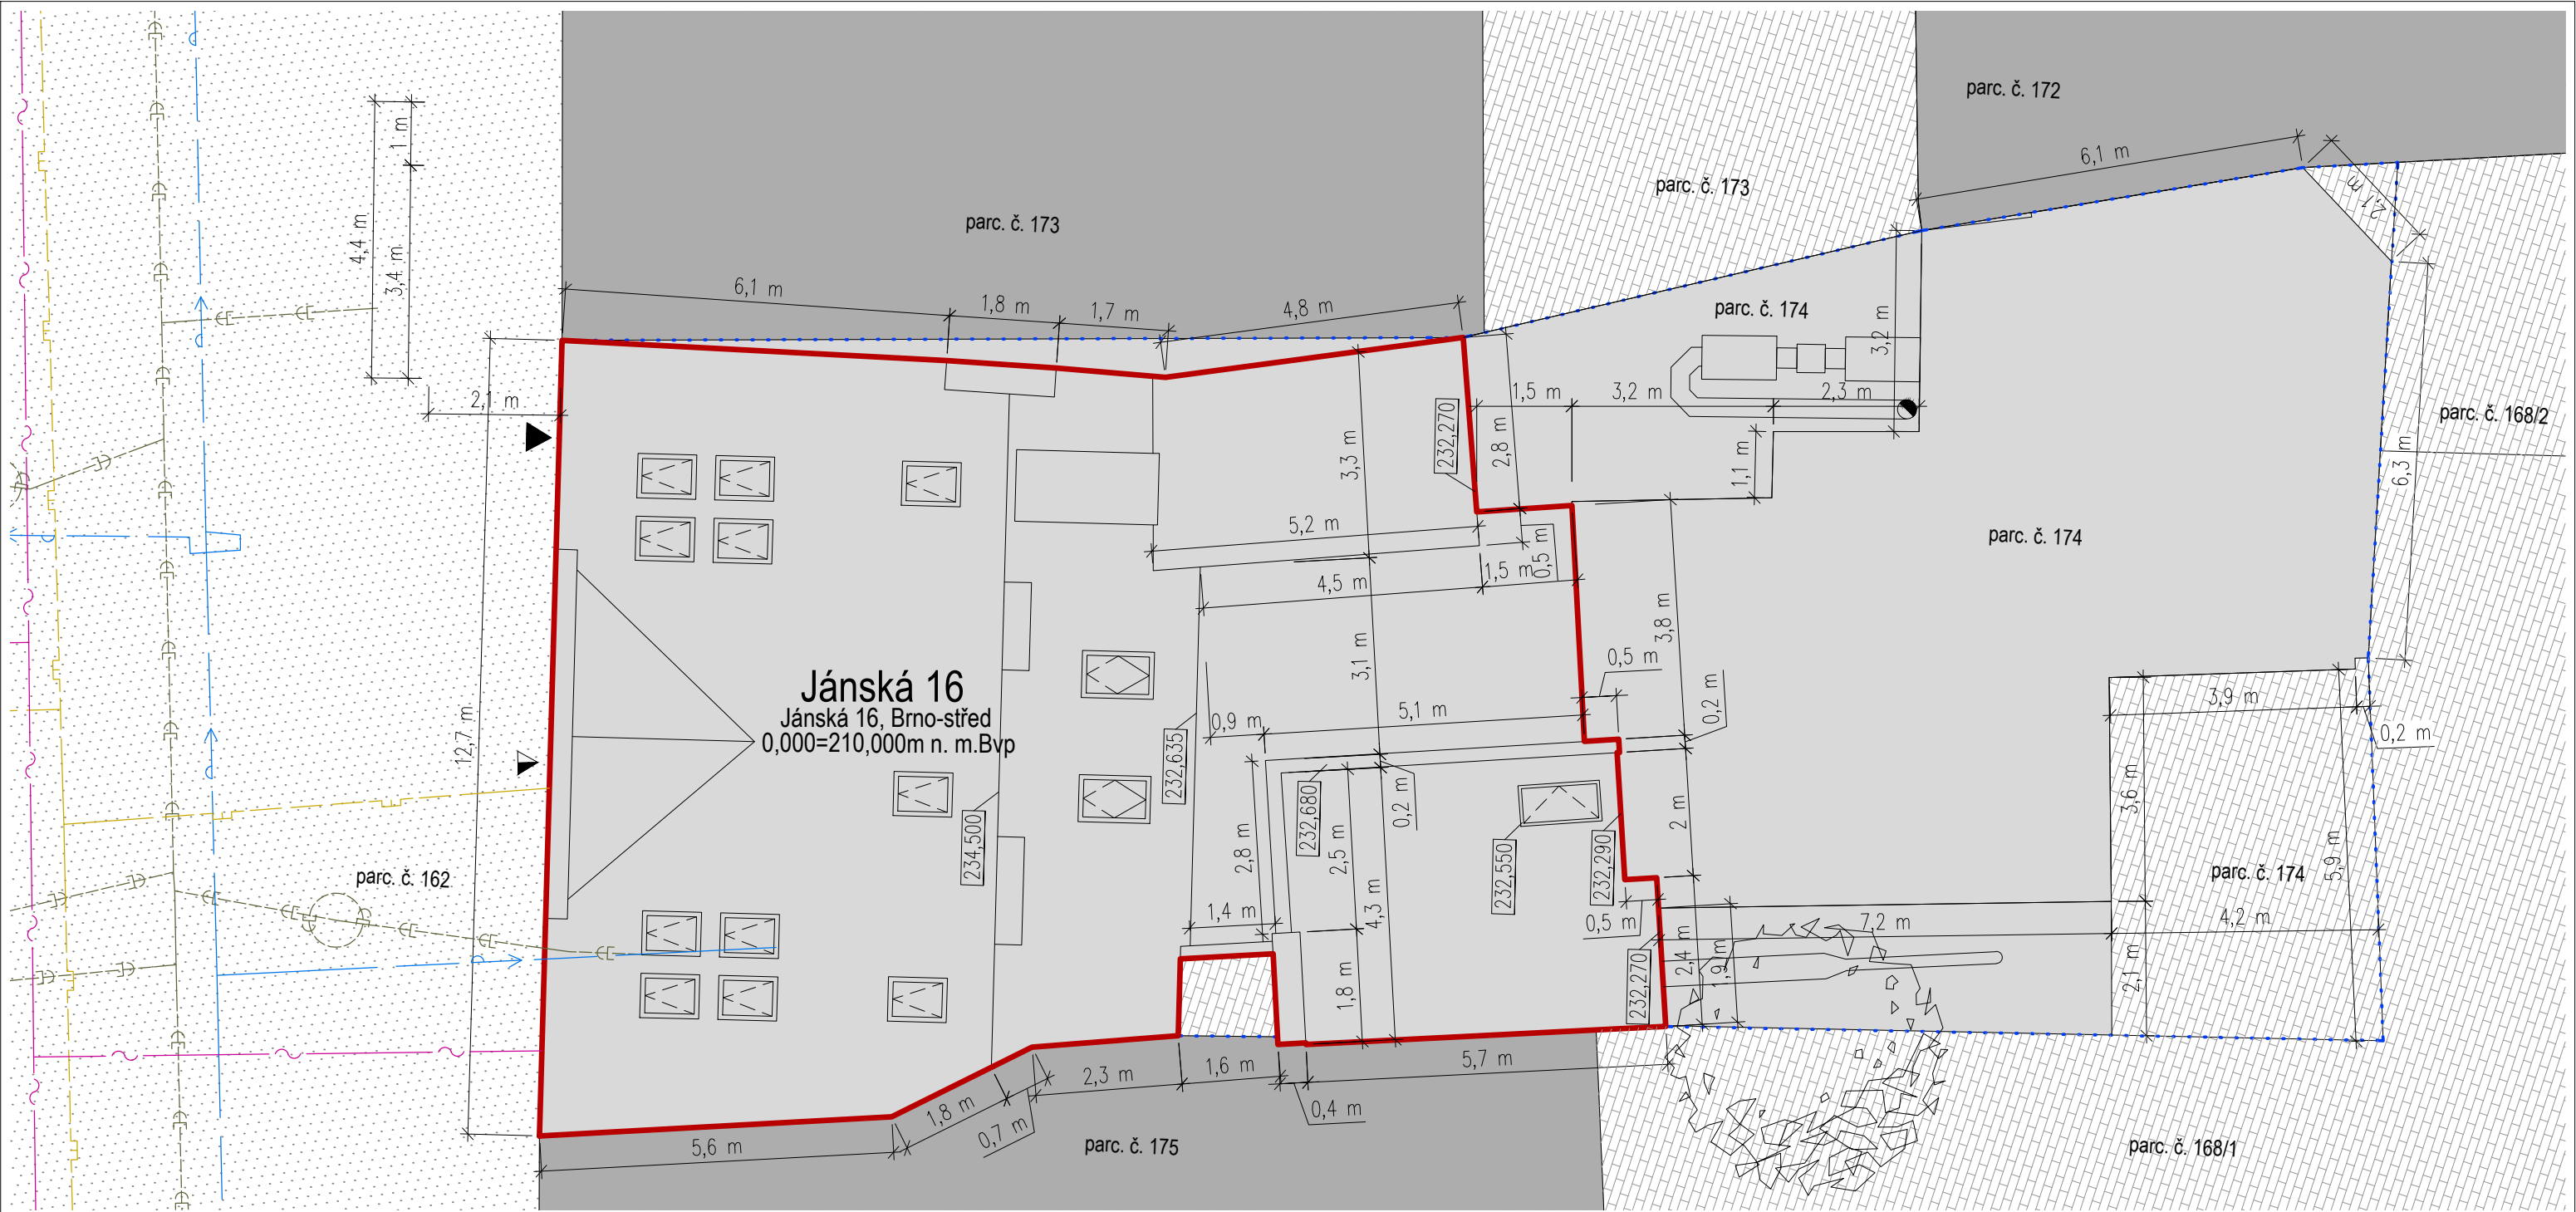 parc. č. 172
6,1 m
2,1 m
1 m
parc. č. 173
parc. č. 173
4,4 m
3,4 m
6,1 m
1,8 m
1,7 m
4,8 m
parc. č. 174
3,2 m
2,1 m
1,5 m
3,2 m
2,3 m
parc. č. 168/2
232,270
2,8 m
3,3 m
1,1 m
6,3 m
5,2 m
0,5 m
parc. č. 174
4,5 m
1,5 m
3,8 m
3,1 m
0,5 m
Jánská 16
Jánská 16, Brno-střed
0,000=210,000m n. m.Bvp
12,7 m
0,9 m
5,1 m
0,2 m
3,9 m
0,2 m
232,635
232,680
0,2 m
2 m
3,6 m
234,500
2,8 m
2,5 m
232,550
232,290
5,9 m
parc. č. 162
parc. č. 174
1,4 m
4,3 m
0,5 m
7,2 m
4,2 m
1,8 m
232,270
2,4 m
1,9 m
2,1 m
2,3 m
1,6 m
5,7 m
1,8 m
0,7 m
0,4 m
5,6 m
parc. č. 175
parc. č. 168/1